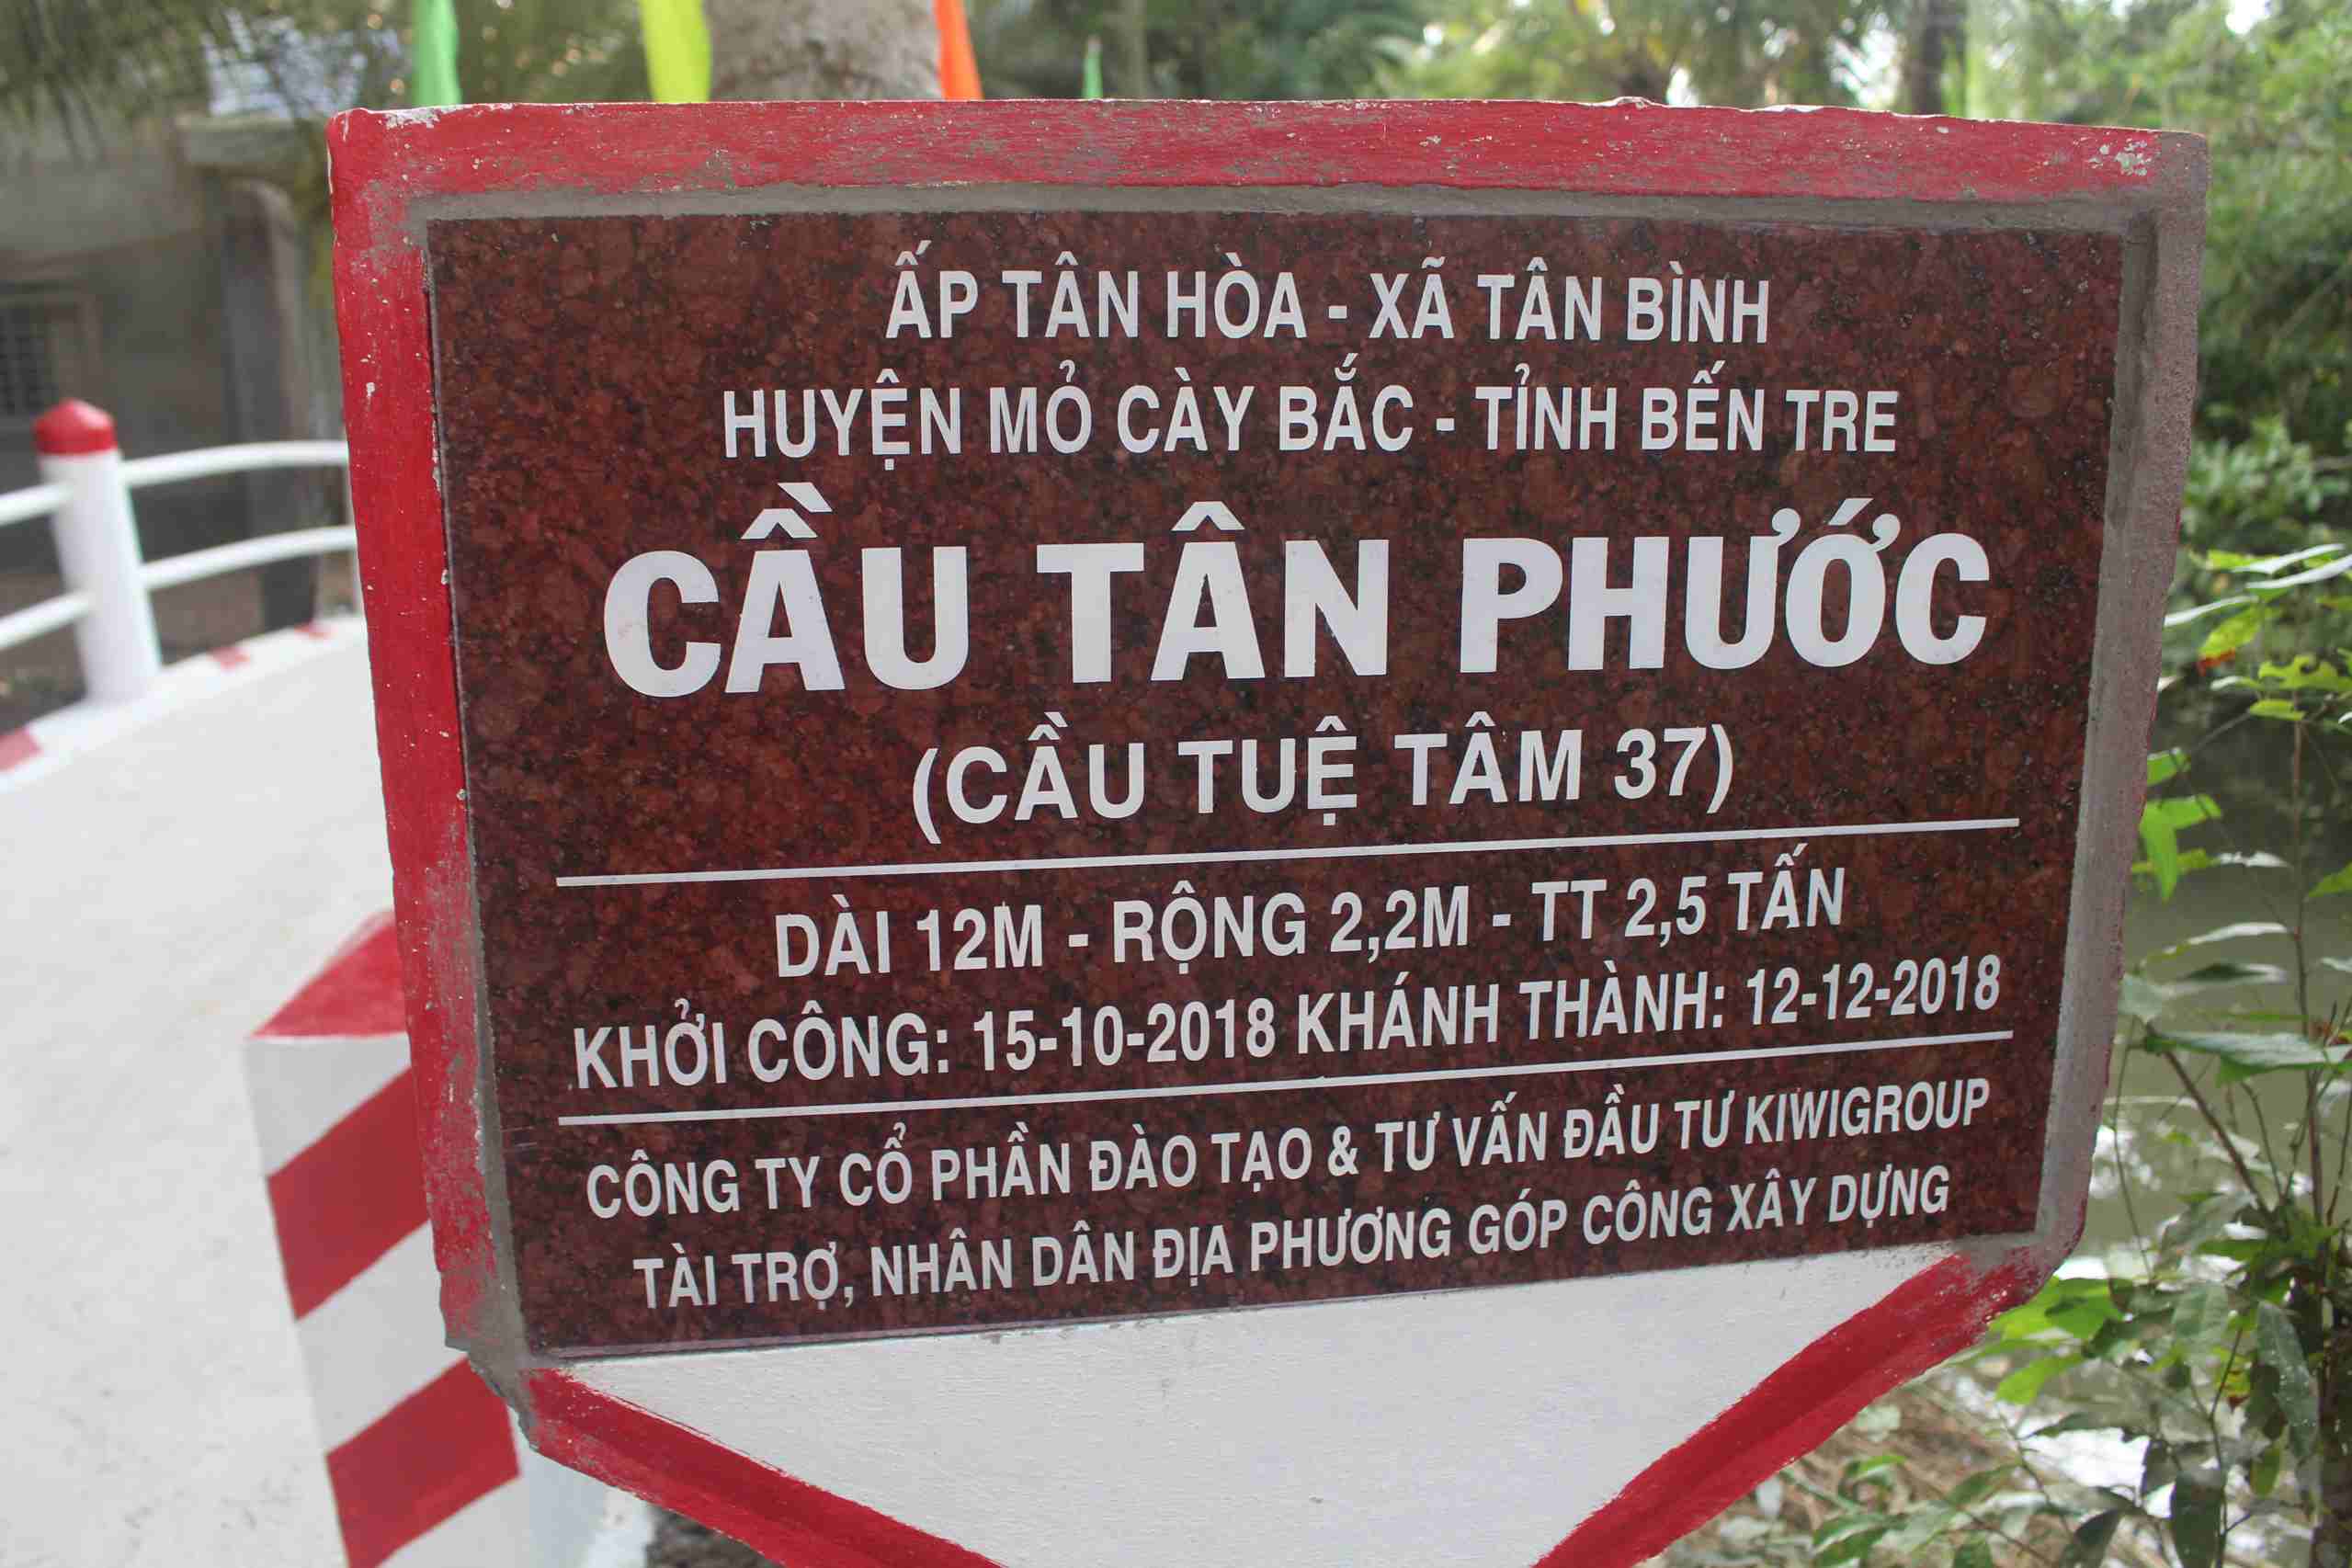 ẤP TÂN HÒA - XÃ TÂN BÌNH
HUYỆN MỎ CÀY BẮC - TỈNH BẾN TRE
CẦU TÂN PHƯỚC
(CẦU TUỆ TÂM 37)
DÀI 12M - RỘNG 2,2M - TT 2,5 TẤN
KHỞI CÔNG: 15-10-2018 KHÁNH THÀNH: 12-12-2018
CÔNG TY CỔ PHẦN ĐÀO TẠO & TƯ VẤN ĐẦU TƯ KIWIGROUP
TÀI TRỢ, NHÂN DÂN ĐỊA PHƯƠNG GÓP CÔNG XÂY DỰNG